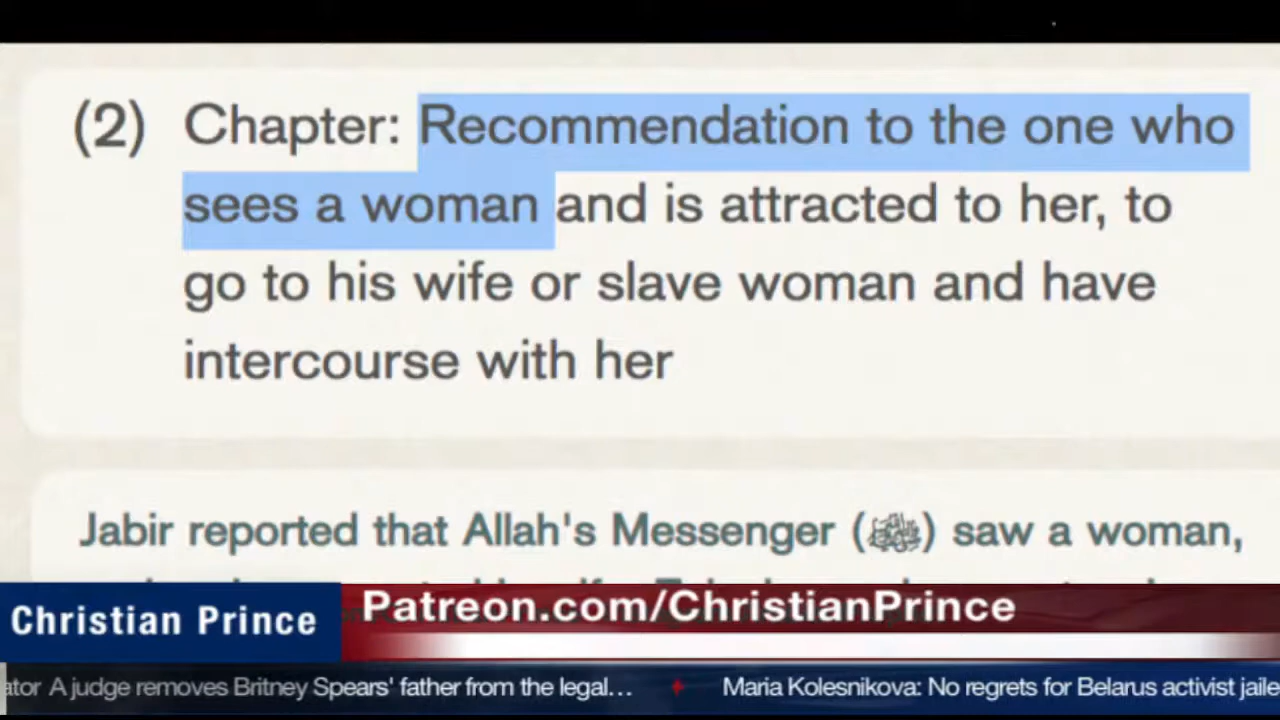 (2) Chapter: Recommendation to the one who
sees a woman and is attracted to her, to
go to his wife or slave woman and have
intercourse with her
Jabir reported that Allah's Messenger (ﷺ) saw a woman,
Christian Prince
Patreon.com/ChristianPrince
ator A judge removes Britney Spears' father from the legal… Maria Kolesnikova: No regrets for Belarus activist jaile